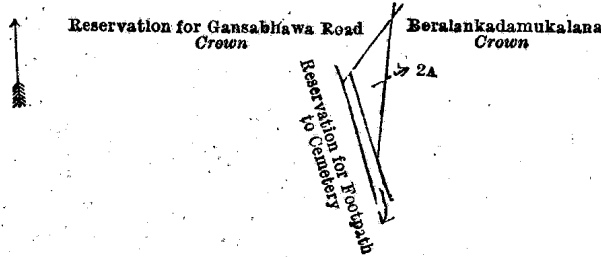 Reservation for Gansabhawa Road
Crown
Beralankadamukalana
Crown
2A
Reservation for Footpath
to Cemetery